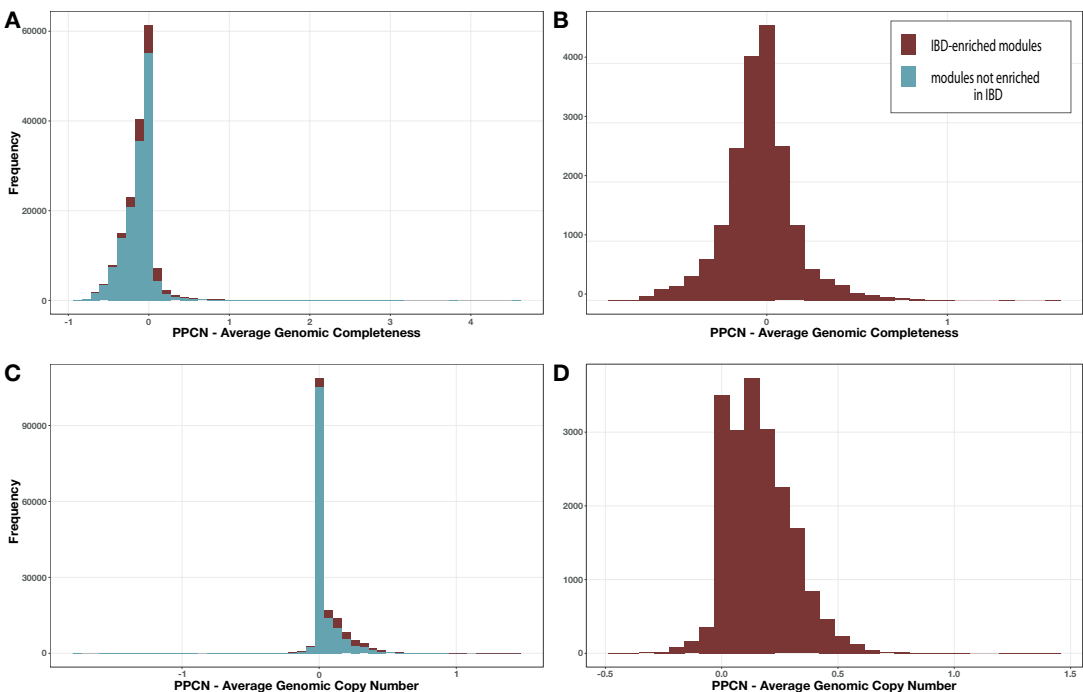 A
Frequency
60000
40000
20000
0
-1
0
1
2
3
4
PPCN - Average Genomic Completeness
B
4000
3000
2000
1000
0
0
1
PPCN - Average Genomic Completeness
IBD-enriched modules
modules not enriched
in IBD
C
Frequency
90000
60000
30000
0
-1
0
1
PPCN - Average Genomic Copy Number
D
3000
2000
1000
0
-0.5
0.0
0.5
1.0
1.5
PPCN - Average Genomic Copy Number